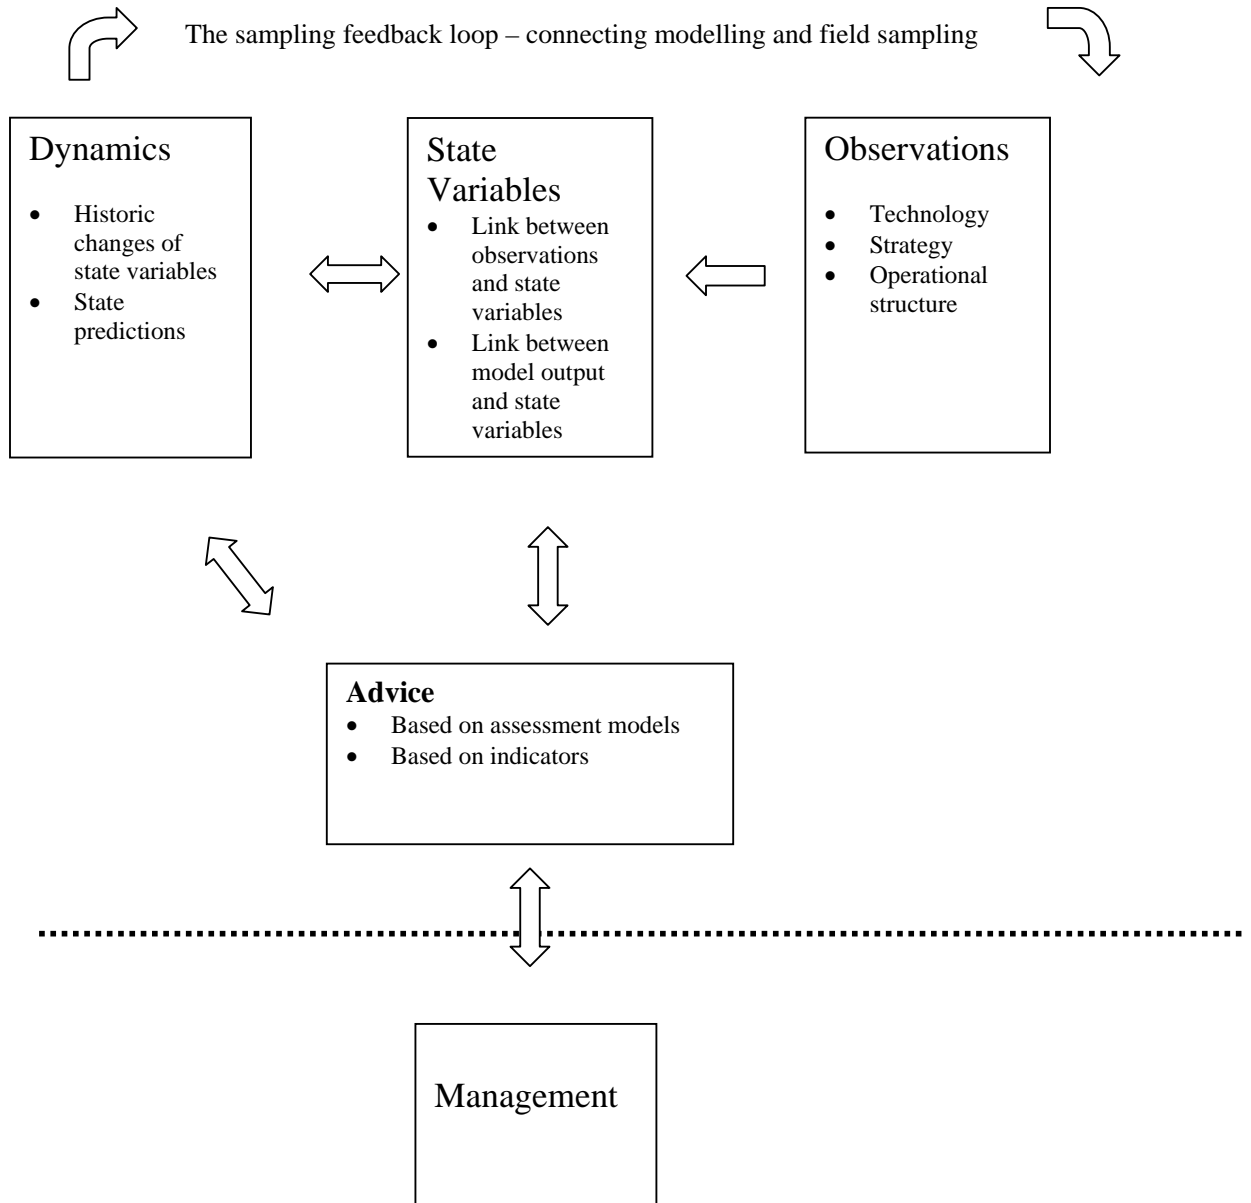 The sampling feedback loop – connecting modelling and field sampling
Dynamics
• Historic
changes of
state variables
• State
predictions
State
Variables
• Link between
observations
and state
variables
• Link between
model output
and state
variables
Observations
• Technology
• Strategy
• Operational
structure
Advice
• Based on assessment models
• Based on indicators
Management